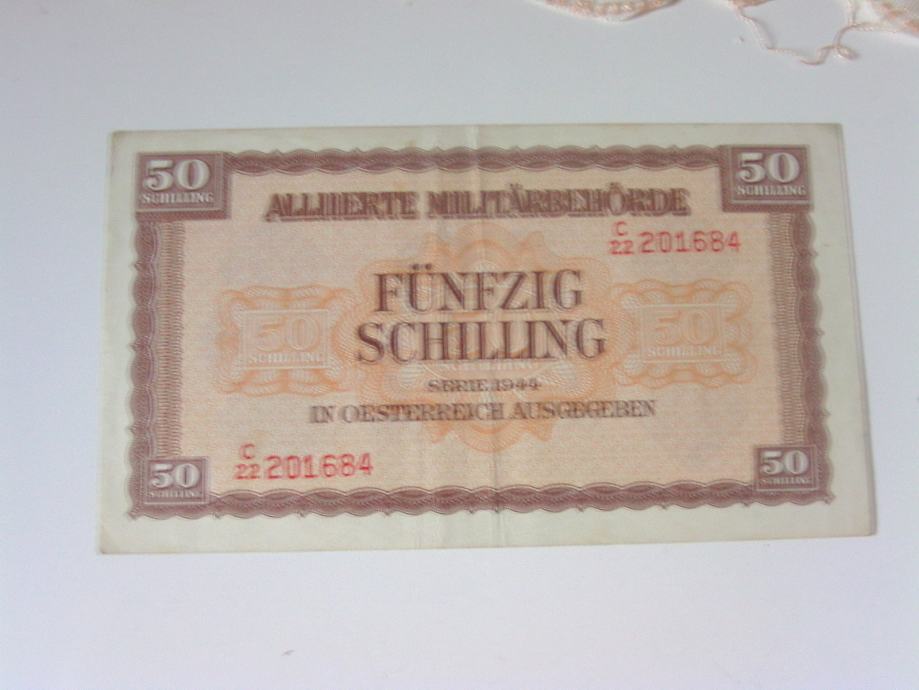 50 SCHILLING
50 SCHILLING
ALLIIERTE MILITÄRBEHÖRDE
C/22 201684
FÜNFZIG
SCHILLING
50 SCHILLING
50 SCHILLING
SCHILLING
SERIE 1944
IN OESTERREICH AUSGEGEBEN
C/22 201684
50 SCHILLING
50 SCHILLING